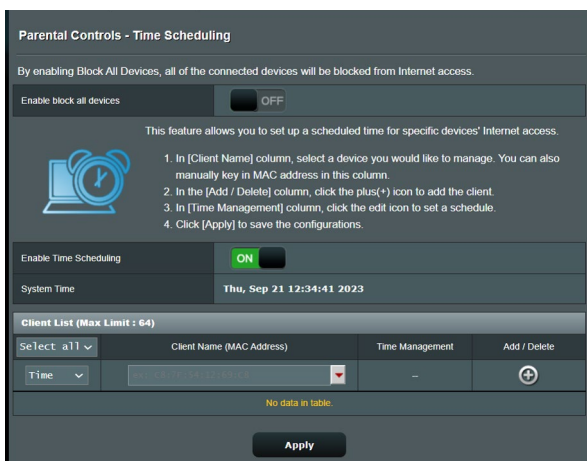 Parental Controls - Time Scheduling
By enabling Block All Devices, all of the connected devices will be blocked from Internet access.
Enable block all devices
OFF
This feature allows you to set up a scheduled time for specific devices' Internet access.
1. In [Client Name] column, select a device you would like to manage. You can also
manually key in MAC address in this column.
2. In the [Add / Delete] column, click the plus(+) icon to add the client.
3. In [Time Management] column, click the edit icon to set a schedule.
4. Click [Apply] to save the configurations.
Enable Time Scheduling
ON
System Time
Thu, Sep 21 12:34:41 2023
Client List (Max Limit : 64)
Select all
Client Name (MAC Address)
Time Management
Add / Delete
Time
–
No data in table.
Apply